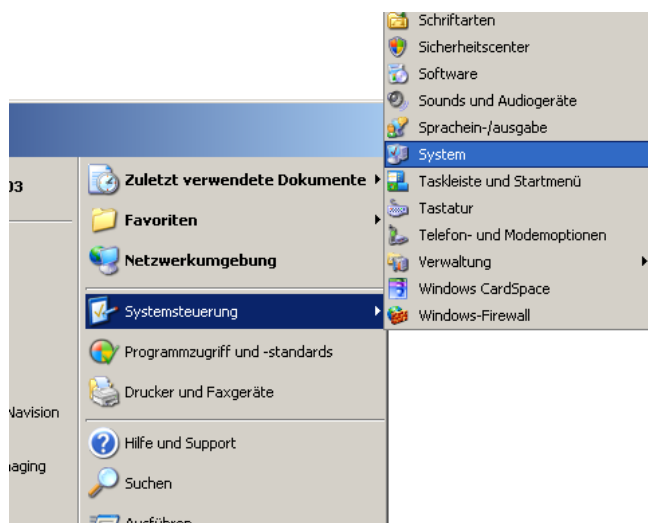 Schriftarten
Sicherheitscenter
Software
Sounds und Audiogeräte
Sprachein-/ausgabe
System
Taskleiste und Startmenü
Tastatur
Telefon- und Modemoptionen
Verwaltung
Windows CardSpace
Windows-Firewall
03
Navision
aging
Zuletzt verwendete Dokumente
Favoriten
Netzwerkumgebung
Systemsteuerung
Programmzugriff und -standards
Drucker und Faxgeräte
Hilfe und Support
Suchen
Ausführen